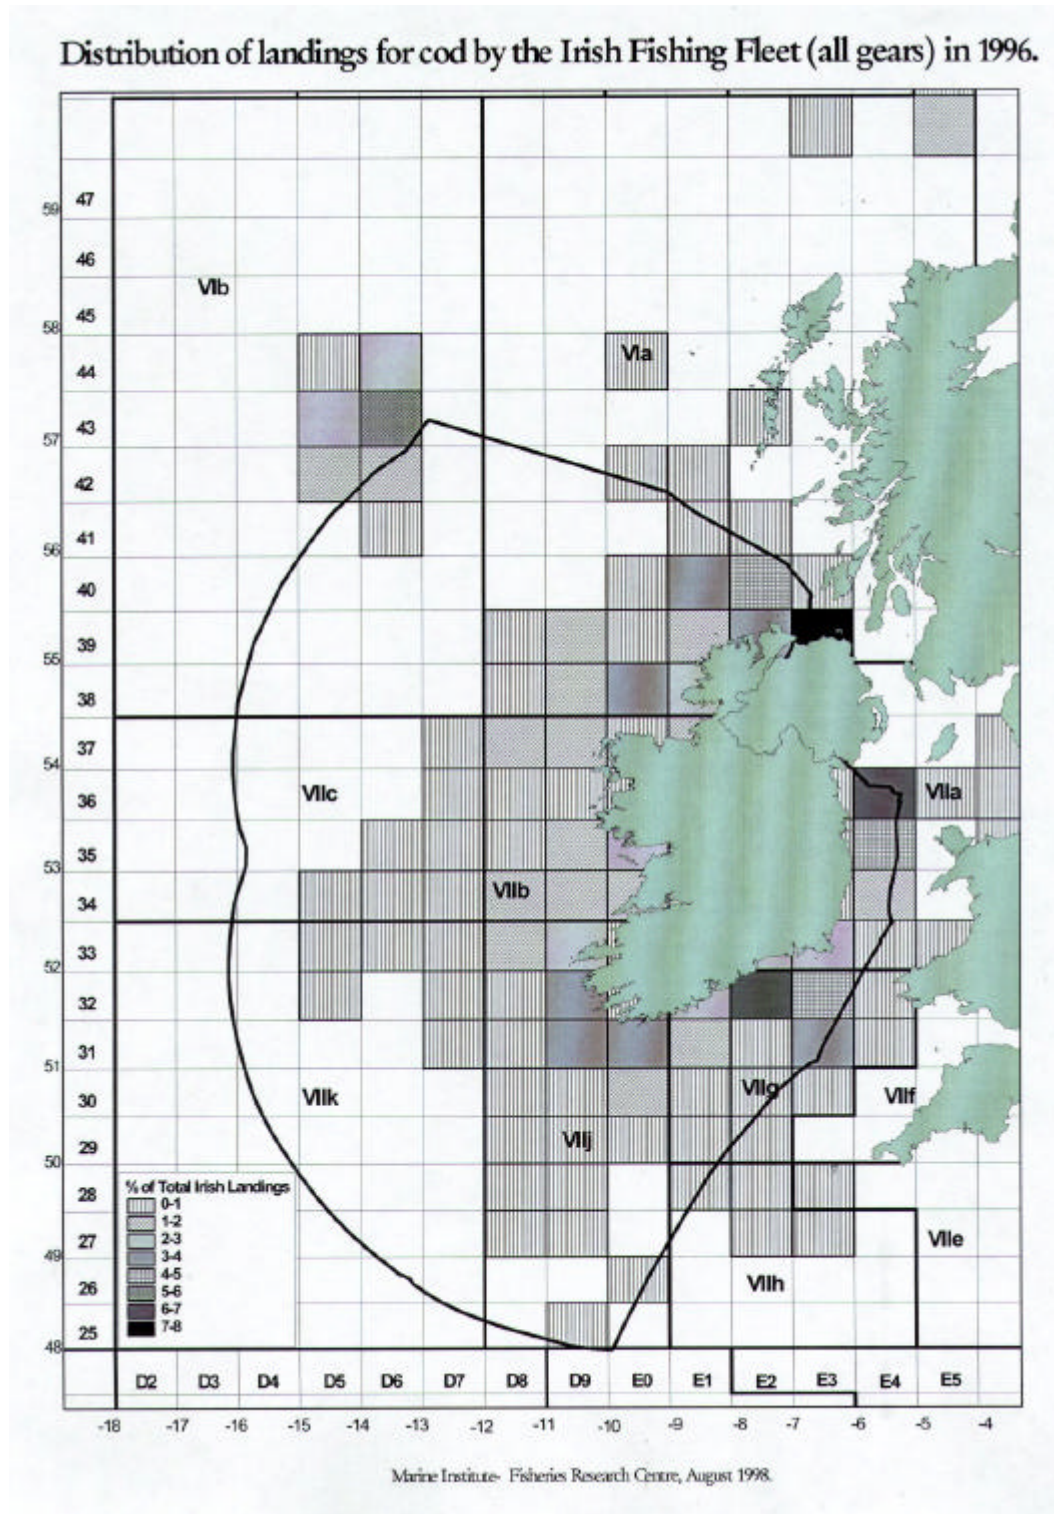 Distribution of landings for cod by the Irish Fishing Fleet (all gears) in 1996.
47
59
46
VIb
45
58
VIa
44
43
57
42
41
56
40
39
55
38
37
54
VIIc
VIIa
36
35
53
VIIb
34
33
52
32
31
51
VIIk
VIIg
VIIf
30
VIIj
29
50
% of Total Irish Landings
28
0-1
1-2
2-3
VIIe
27
3-4
49
4-5
VIIh
26
5-6
6-7
7-8
25
48
D2 D3 D4 D5 D6 D7 D8 D9 E0 E1 E2 E3 E4 E5
-18 -17 -16 -15 -14 -13 -12 -11 -10 -9 -8 -7 -6 -5 -4
Marine Institute- Fisheries Research Centre, August 1998.